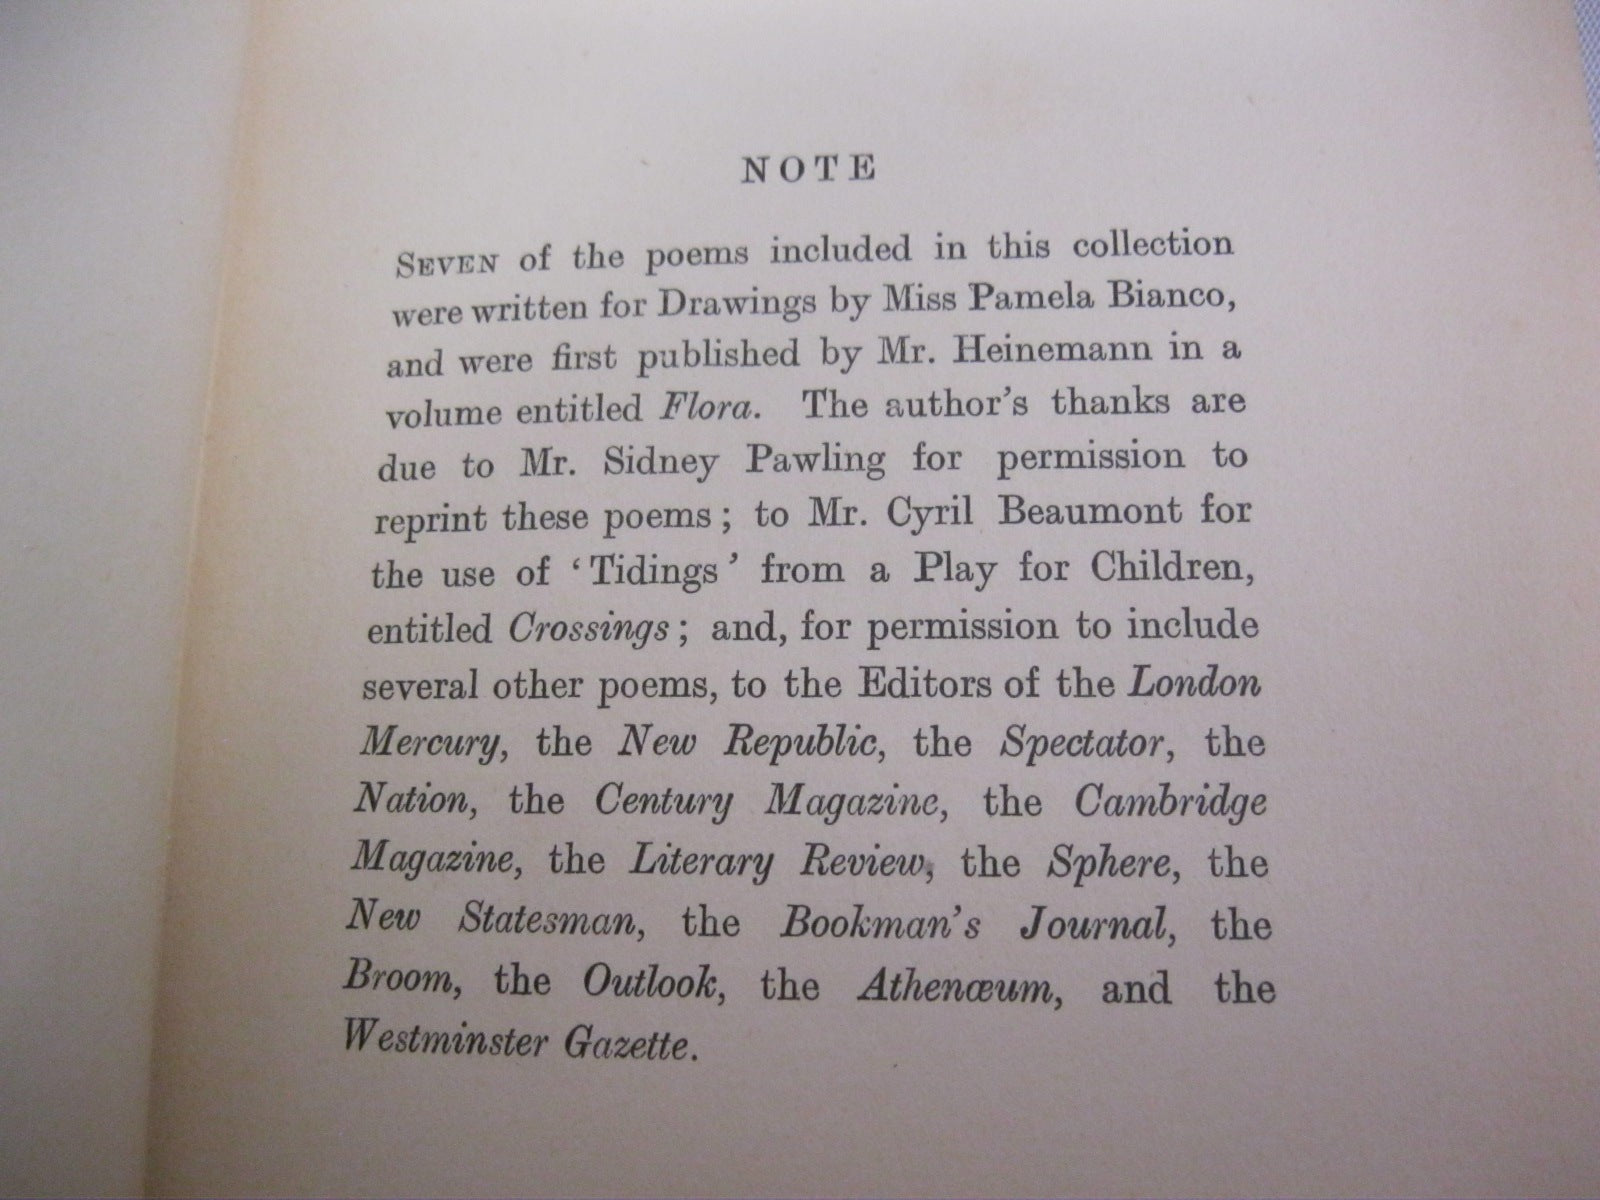 NOTE
SEVEN of the poems included in this collection
were written for Drawings by Miss Pamela Bianco,
and were first published by Mr. Heinemann in a
volume entitled Flora. The author's thanks are
due to Mr. Sidney Pawling for permission to
reprint these poems; to Mr. Cyril Beaumont for
the use of 'Tidings' from a Play for Children,
entitled Crossings; and, for permission to include
several other poems, to the Editors of the London
Mercury, the New Republic, the Spectator, the
Nation, the Century Magazine, the Cambridge
Magazine, the Literary Review, the Sphere, the
New Statesman, the Bookman's Journal, the
Broom, the Outlook, the Athenœum, and the
Westminster Gazette.